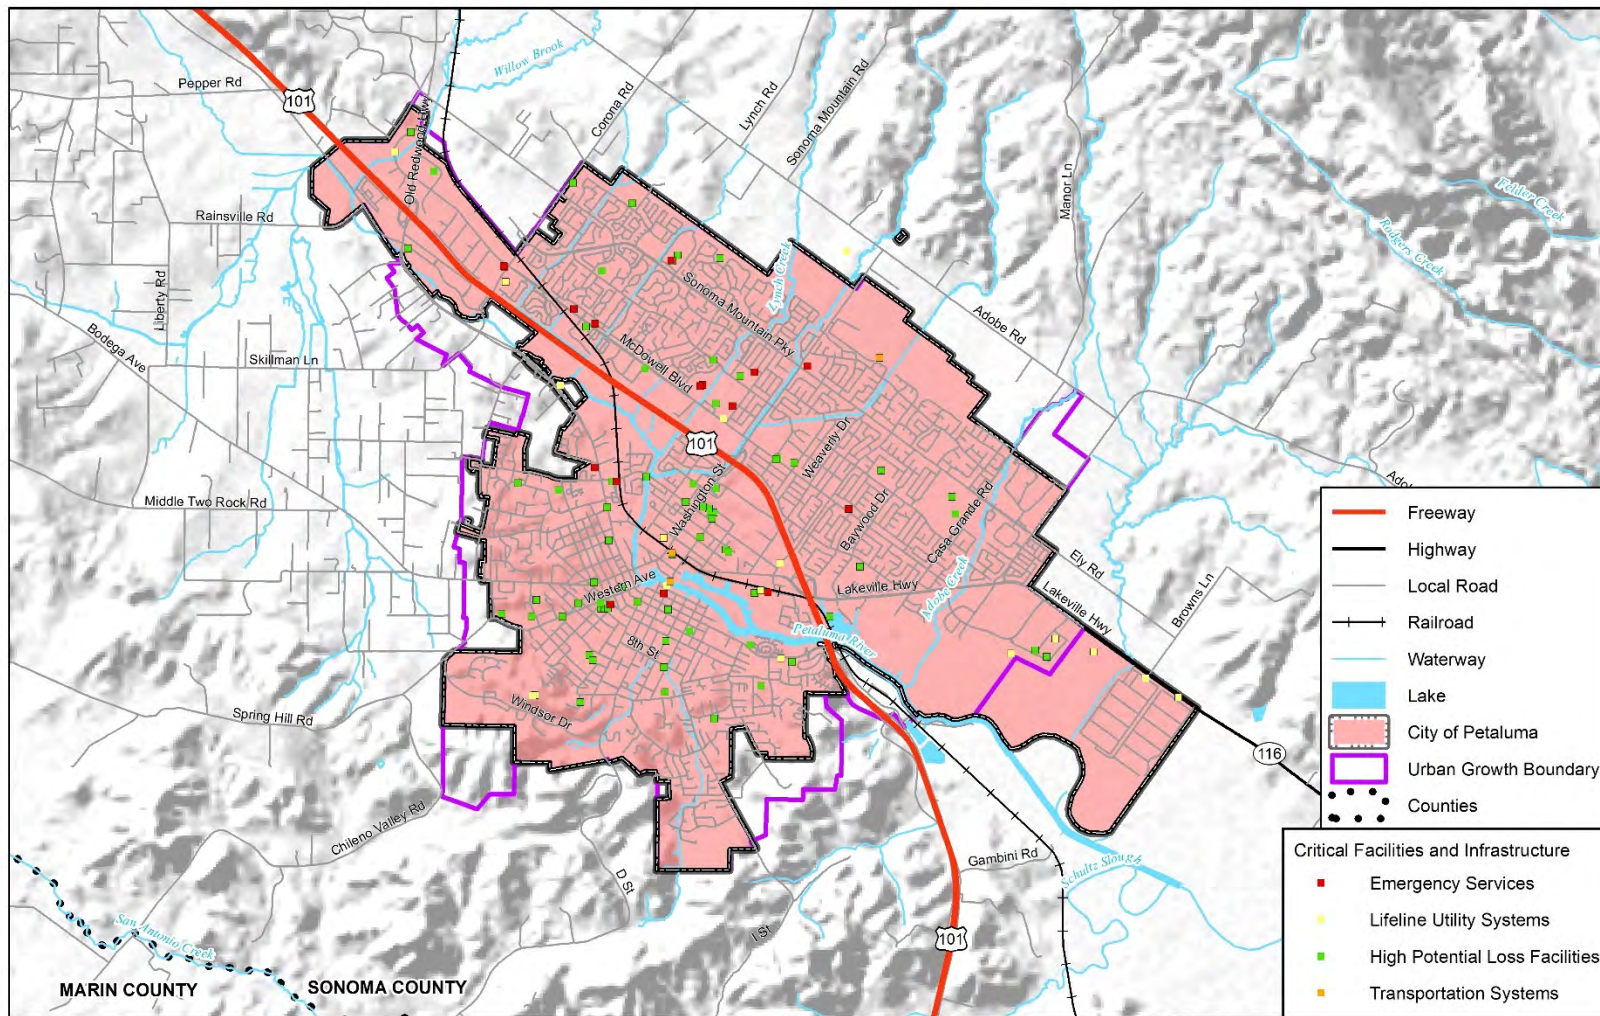 Willow Brook
Pepper Rd
101
Old Redwood Hwy
Corona Rd
Lynch Rd
Sonoma Mountain Rd
Manor Ln
Felder Creek
Rodgers Creek
Rainsville Rd
Liberty Rd
Lynch Creek
Sonoma Mountain Pky
Adobe Rd
Bodega Ave
Skillman Ln
McDowell Blvd
101
Weaverly Dr
Washington St
Middle Two Rock Rd
Baywood Dr
Casa Grande Rd
Ely Rd
Browns Ln
Western Ave
Lakeville Hwy
Adobe Creek
Lakeville Hwy
Petaluma River
8th St
Windsor Dr
Spring Hill Rd
116
Chileno Valley Rd
D St
I St
Gambini Rd
Schultz Slough
101
San Antonio Creek
MARIN COUNTY
SONOMA COUNTY
Freeway
Highway
Local Road
Railroad
Waterway
Lake
City of Petaluma
Urban Growth Boundary
Counties
Critical Facilities and Infrastructure
Emergency Services
Lifeline Utility Systems
High Potential Loss Facilities
Transportation Systems